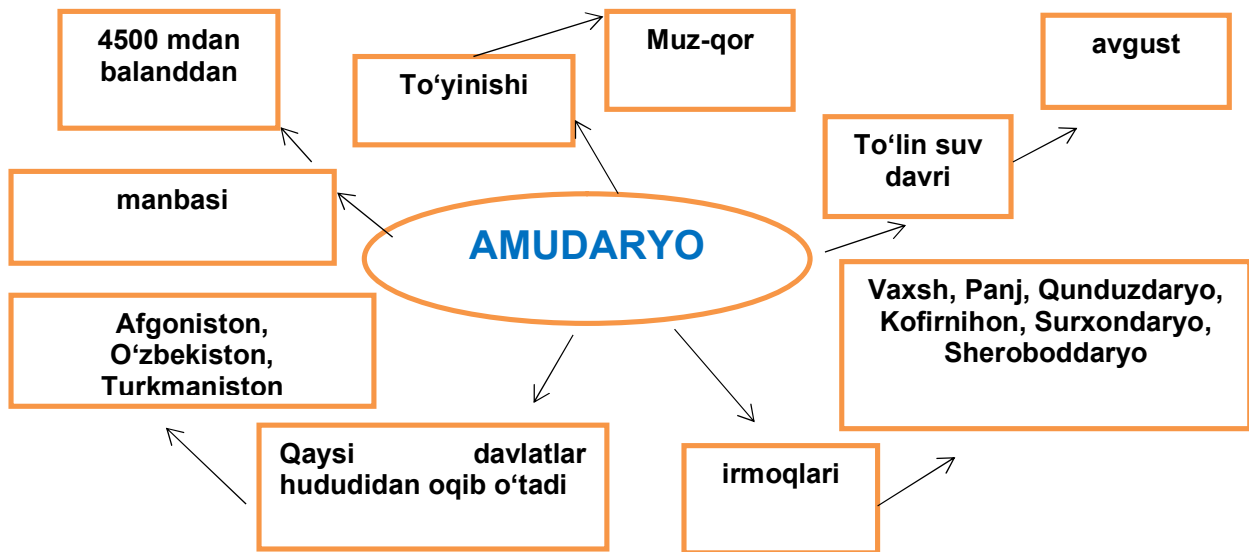 4500 mdan
balanddan
To‘yinishi
Muz-qor
avgust
To‘lin suv
davri
manbasi
AMUDARYO
Afgoniston,
O‘zbekiston,
Turkmaniston
Vaxsh, Panj, Qunduzdaryo,
Kofirnihon, Surxondaryo,
Sheroboddaryo
Qaysi davlatlar
hududidan oqib o‘tadi
irmoqlari